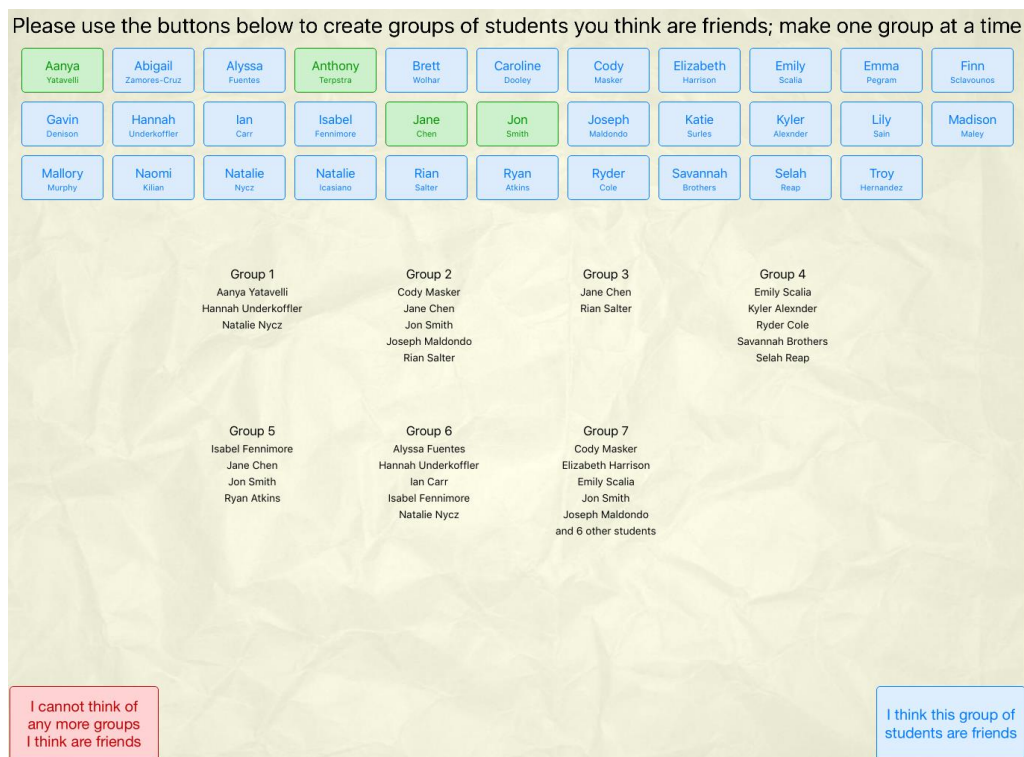 Please use the buttons below to create groups of students you think are friends; make one group at a time
Aanya Abigail Alyssa Anthony Brett Caroline Cody Elizabeth Emily Emma Finn
Yatavelli Zamores-Cruz Fuentes Terpstra Wolhar Dooley Masker Harrison Scalia Pegram Sclavounos
Gavin Hannah Ian Isabel Jane Jon Joseph Katie Kyler Lily Madison
Denison Underkoffler Carr Fennimore Chen Smith Maldondo Surles Alexnder Sain Maley
Mallory Naomi Natalie Natalie Rian Ryan Ryder Savannah Selah Troy
Murphy Kilian Nycz Icasiano Salter Atkins Cole Brothers Reap Hernandez
Group 1
Aanya Yatavelli
Hannah Underkoffler
Natalie Nycz
Group 2
Cody Masker
Jane Chen
Jon Smith
Joseph Maldondo
Rian Salter
Group 3
Jane Chen
Rian Salter
Group 4
Emily Scalia
Kyler Alexnder
Ryder Cole
Savannah Brothers
Selah Reap
Group 5
Isabel Fennimore
Jane Chen
Jon Smith
Ryan Atkins
Group 6
Alyssa Fuentes
Hannah Underkoffler
Ian Carr
Isabel Fennimore
Natalie Nycz
Group 7
Cody Masker
Elizabeth Harrison
Emily Scalia
Jon Smith
Joseph Maldondo
and 6 other students
I cannot think of
any more groups
I think are friends
I think this group of
students are friends